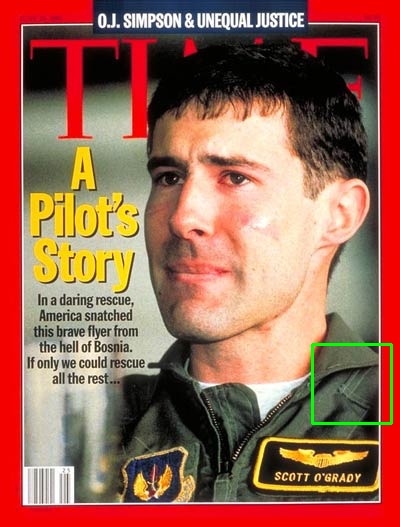 O.J. SIMPSON & UNEQUAL JUSTICE
TIME
A
Pilot's
Story
In a daring rescue,
America snatched
this brave flyer from
the hell of Bosnia.
If only we could rescue
all the rest...
SCOTT O'GRADY